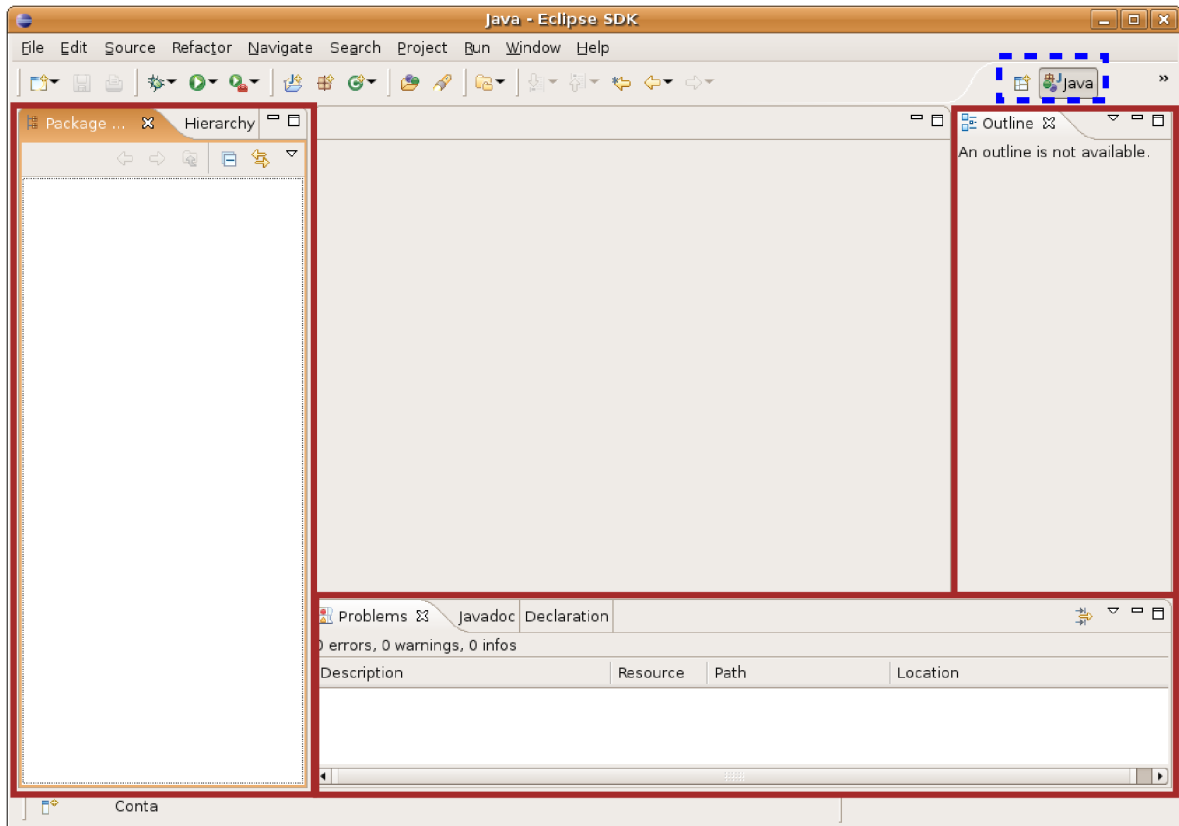 Java - Eclipse SDK
File Edit Source Refactor Navigate Search Project Run Window Help
Java »
Package ... Hierarchy
Outline
An outline is not available.
Problems Javadoc Declaration
0 errors, 0 warnings, 0 infos
Description Resource Path Location
Conta